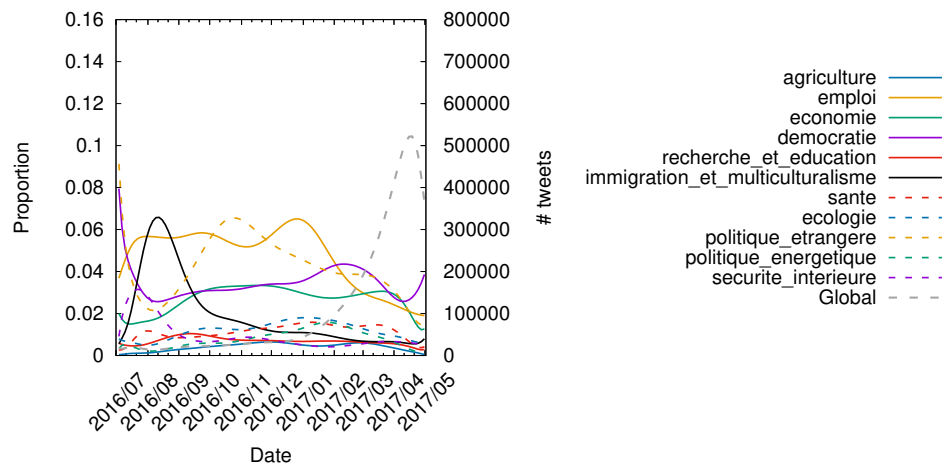 0.16
0.14
0.12
0.1
0.08
0.06
0.04
0.02
0
Proportion
800000
700000
600000
500000
400000
300000
200000
100000
0
# tweets
2016/07
2016/08
2016/09
2016/10
2016/11
2016/12
2017/01
2017/02
2017/03
2017/04
2017/05
Date
agriculture
emploi
economie
democratie
recherche_et_education
immigration_et_multiculturalisme
sante
ecologie
politique_etrangere
politique_energetique
securite_interieure
Global